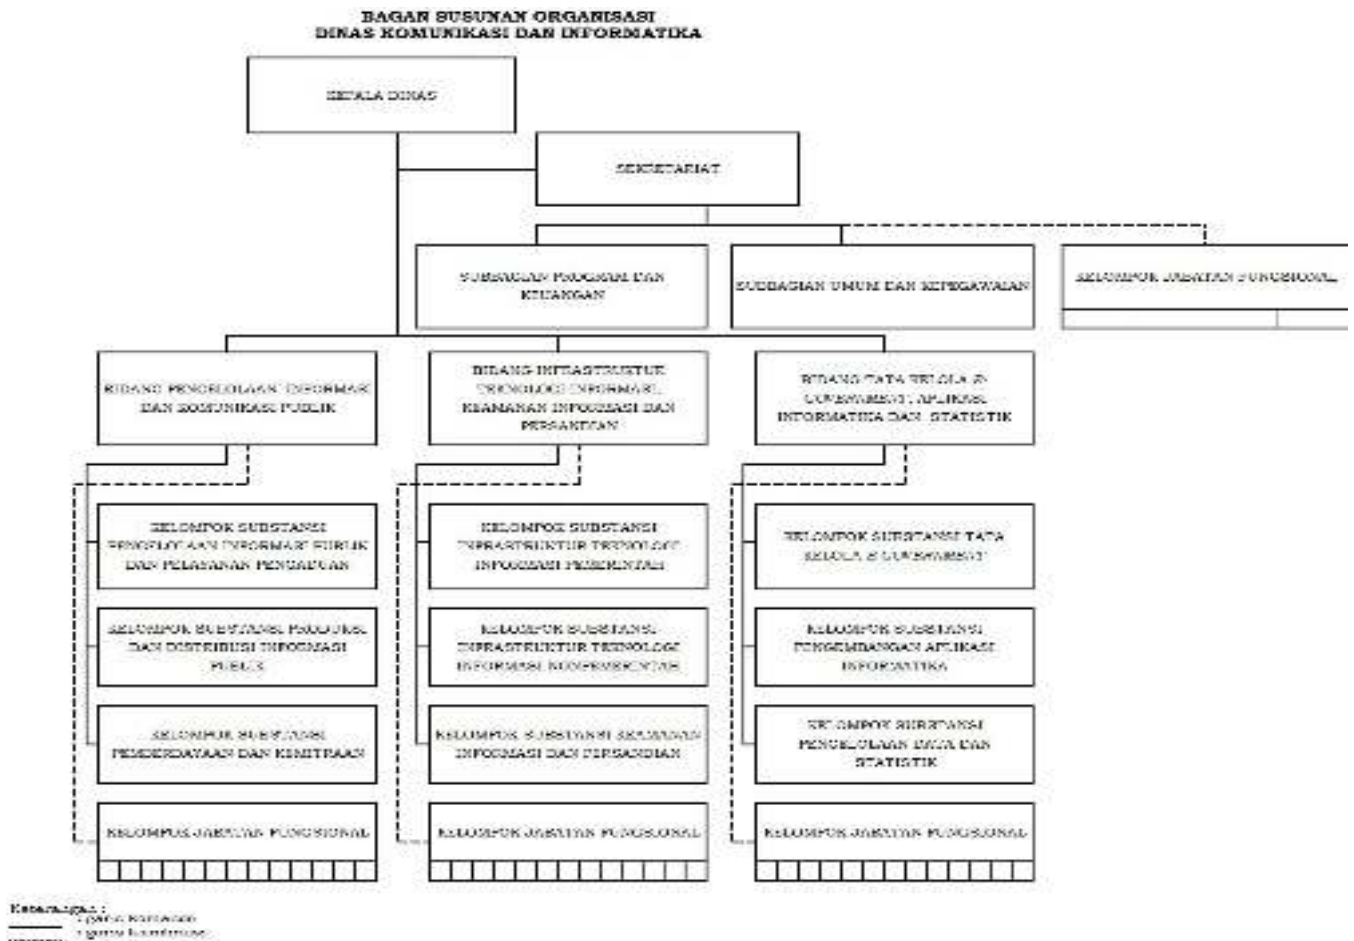 BAGAN SUSUNAN ORGANISASI
DINAS KOMUNIKASI DAN INFORMATIKA
KEPALA DINAS
SEKRETARIAT
SUBBAGIAN PROGRAM DAN
KEUANGAN
SUBBAGIAN UMUM DAN KEPEGAWAIAN
KELOMPOK JABATAN FUNGSIONAL
BIDANG PENGELOLAAN INFORMASI
DAN KOMUNIKASI PUBLIK
BIDANG INFRASTRUKTUR
TEKNOLOGI INFORMASI,
KEAMANAN INFORMASI DAN
PERSANDIAN
BIDANG TATA KELOLA E-
GOVERNMENT, APLIKASI
INFORMATIKA DAN STATISTIK
KELOMPOK SUBSTANSI
PENGELOLAAN INFORMASI PUBLIK
DAN PELAYANAN PENGADUAN
KELOMPOK SUBSTANSI
INFRASTRUKTUR TEKNOLOGI
INFORMASI PEMERINTAH
KELOMPOK SUBSTANSI TATA
KELOLA E-GOVERNMENT
KELOMPOK SUBSTANSI PRODUKSI
DAN DISTRIBUSI INFORMASI
PUBLIK
KELOMPOK SUBSTANSI
INFRASTRUKTUR TEKNOLOGI
INFORMASI NONPEMERINTAH
KELOMPOK SUBSTANSI
PENGEMBANGAN APLIKASI
INFORMATIKA
KELOMPOK SUBSTANSI
PEMBERDAYAAN DAN KEMITRAAN
KELOMPOK SUBSTANSI KEAMANAN
INFORMASI DAN PERSANDIAN
KELOMPOK SUBSTANSI
PENGELOLAAN DATA DAN
STATISTIK
KELOMPOK JABATAN FUNGSIONAL
KELOMPOK JABATAN FUNGSIONAL
KELOMPOK JABATAN FUNGSIONAL
Keterangan :
: garis
: garis